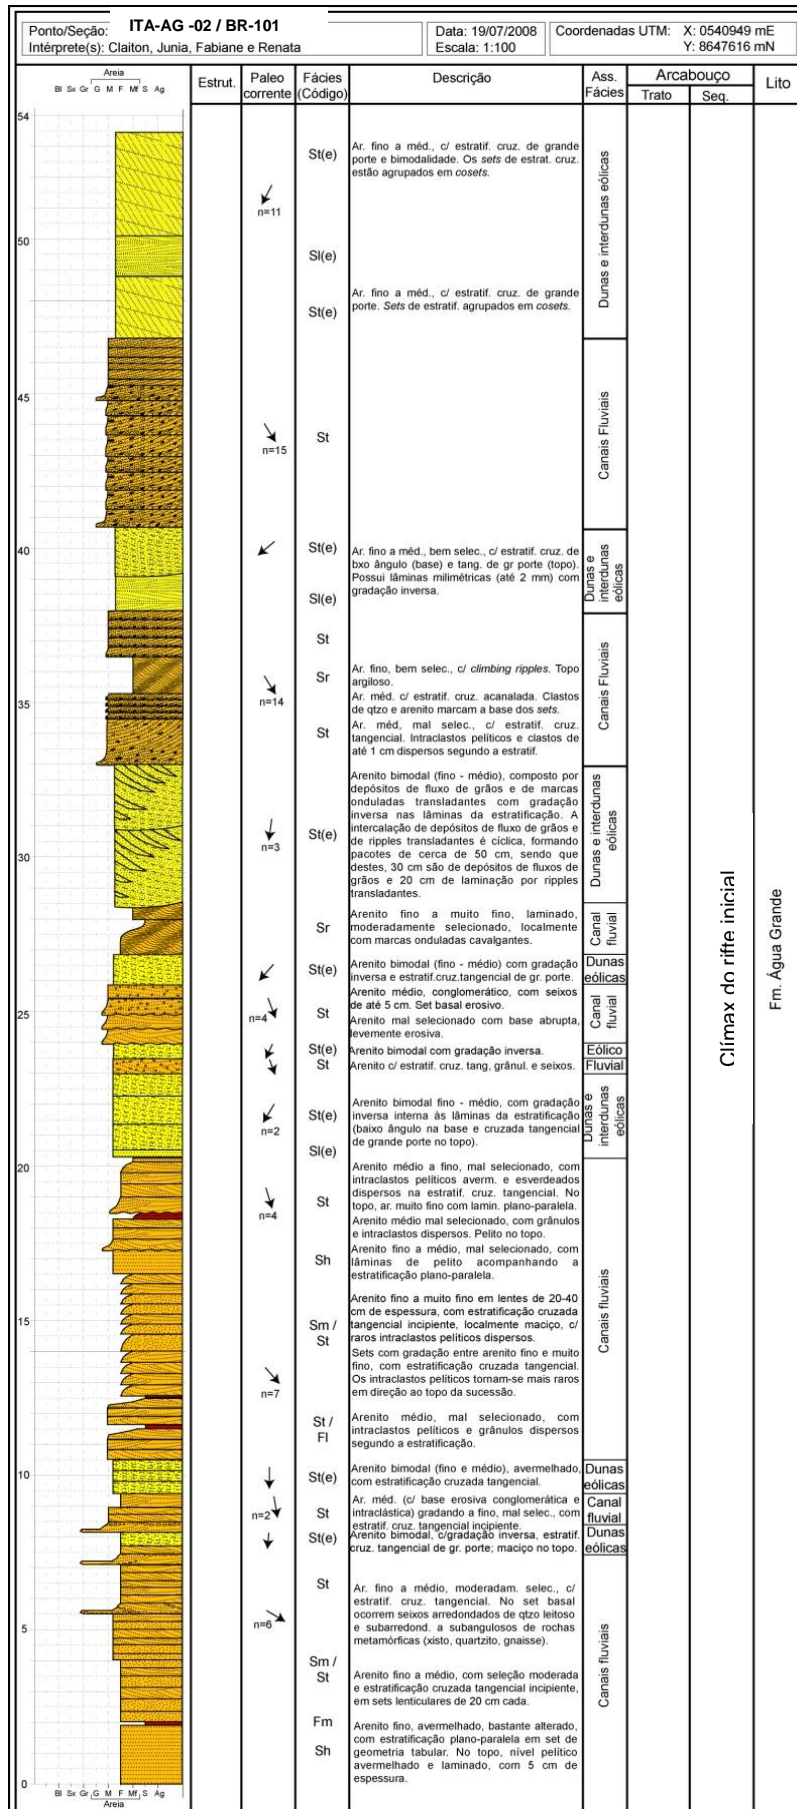 Ponto/Seção: ITA-AG -02 / BR-101
Intérprete(s): Claiton, Junia, Fabiane e Renata
Data: 19/07/2008
Escala: 1:100
Coordenadas UTM: X: 0540949 mE
Y: 8647616 mN
Areia
Bl Sx Gr G M F Mf S Ag
Estrut.
Paleo
corrente
Fácies
(Código)
Descrição
Ass.
Fácies
Arcabouço
Trato
Seq.
Lito
54
St(e)
Ar. fino a méd., c/ estratif. cruz. de grande
porte e bimodalidade. Os sets de estrat. cruz.
estão agrupados em cosets.
n=11
50
Sl(e)
St(e)
Ar. fino a méd., c/ estratif. cruz. de grande
porte. Sets de estratif. agrupados em cosets.
Dunas e interdunas eólicas
45
n=15
St
Canais Fluviais
40
St(e)
Sl(e)
Ar. fino a méd., bem selec., c/ estratif. cruz. de
bxo ângulo (base) e tang. de gr porte (topo).
Possui lâminas milimétricas (até 2 mm) com
gradação inversa.
Dunas e
interdunas
eólicas
St
Sr
Ar. fino, bem selec., c/ climbing ripples. Topo
argiloso.
n=14
35
Ar. méd. c/ estratif. cruz. acanalada. Clastos
de qtzo e arenito marcam a base dos sets.
St
Ar. méd, mal selec., c/ estratif. cruz.
tangencial. Intraclastos pelíticos e clastos de
até 1 cm dispersos segundo a estratif.
Canais Fluviais
Arenito bimodal (fino - médio), composto por
depósitos de fluxo de grãos e de marcas
onduladas transladantes com gradação
inversa nas lâminas da estratificação. A
intercalação de depósitos de fluxo de grãos e
de ripples transladantes é cíclica, formando
pacotes de cerca de 50 cm, sendo que
destes, 30 cm são de depósitos de fluxos de
grãos e 20 cm de laminação por ripples
transladantes.
n=3
St(e)
30
Dunas e interdunas
eólicas
Sr
Arenito fino a muito fino, laminado,
moderadamente selecionado, localmente
com marcas onduladas cavalgantes.
Canal
fluvial
St(e)
Arenito bimodal (fino - médio) com gradação
inversa e estratif.cruz.tangencial de gr. porte.
Dunas
eólicas
25
n=4
St
Arenito médio, conglomerático, com seixos
de até 5 cm. Set basal erosivo.
Arenito mal selecionado com base abrupta,
levemente erosiva.
Canal
fluvial
St(e)
Arenito bimodal com gradação inversa.
Eólico
St
Arenito c/ estratif. cruz. tang, grânul. e seixos.
Fluvial
n=2
St(e)
Sl(e)
Arenito bimodal fino - médio, com gradação
inversa interna às lâminas da estratificação
(baixo ângulo na base e cruzada tangencial
de grande porte no topo).
Dunas e
interdunas
eólicas
20
n=4
St
Arenito médio a fino, mal selecionado, com
intraclastos pelíticos averm. e esverdeados
dispersos na estratif. cruz. tangencial. No
topo, ar. muito fino com lamin. plano-paralela.
Arenito médio mal selecionado, com grânulos
e intraclastos dispersos. Pelito no topo.
Sh
Arenito fino a médio, mal selecionado, com
lâminas de pelito acompanhando a
estratificação plano-paralela.
15
Sm /
St
Arenito fino a muito fino em lentes de 20-40
cm de espessura, com estratificação cruzada
tangencial incipiente, localmente maciço, c/
raros intraclastos pelíticos dispersos.
n=7
Sets com gradação entre arenito fino e muito
fino, com estratificação cruzada tangencial.
Os intraclastos pelíticos tornam-se mais raros
em direção ao topo da sucessão.
St /
Fl
Arenito médio, mal selecionado, com
intraclastos pelíticos e grânulos dispersos
segundo a estratificação.
Canais fluviais
10
St(e)
Arenito bimodal (fino e médio), avermelhado,
com estratificação cruzada tangencial.
Dunas
eólicas
n=2
St
Ar. méd. (c/ base erosiva conglomerática e
intraclástica) gradando a fino, mal selec., com
estratif. cruz. tangencial incipiente.
Canal
fluvial
St(e)
Arenito bimodal, c/gradação inversa, estratif.
cruz. tangencial de gr. porte; maciço no topo.
Dunas
eólicas
5
n=6
St
Ar. fino a médio, moderadam. selec., c/
estratif. cruz. tangencial. No set basal
ocorrem seixos arredondados de qtzo leitoso
e subarredond. a subangulosos de rochas
metamórficas (xisto, quartzito, gnaisse).
Sm /
St
Arenito fino a médio, com seleção moderada
e estratificação cruzada tangencial incipiente,
em sets lenticulares de 20 cm cada.
Fm
Sh
Arenito fino, avermelhado, bastante alterado,
com estratificação plano-paralela em set de
geometria tabular. No topo, nível pelítico
avermelhado e laminado, com 5 cm de
espessura.
Canais fluviais
0
Clímax do rifte inicial
Fm. Água Grande
Bl Sx Gr G M F Mf S Ag
Areia